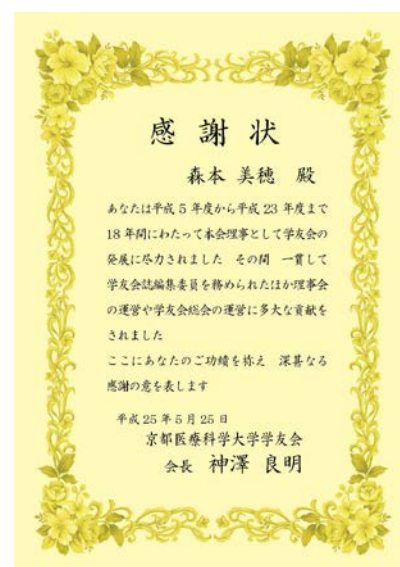 感謝状
森本 美穂 殿
あなたは平成 5 年度から平成 23 年度まで
18 年間にわたって本会理事として学友会の
発展に尽力されました その間 一貫して
学友会誌編集委員を務められたほか理事会
の運営や学友会総会の運営に多大な貢献を
されました
ここにあなたのご功績を称え 深甚なる
感謝の意を表します
平成 25 年 5 月 25 日
京都医療科学大学学友会
会長 神澤 良明